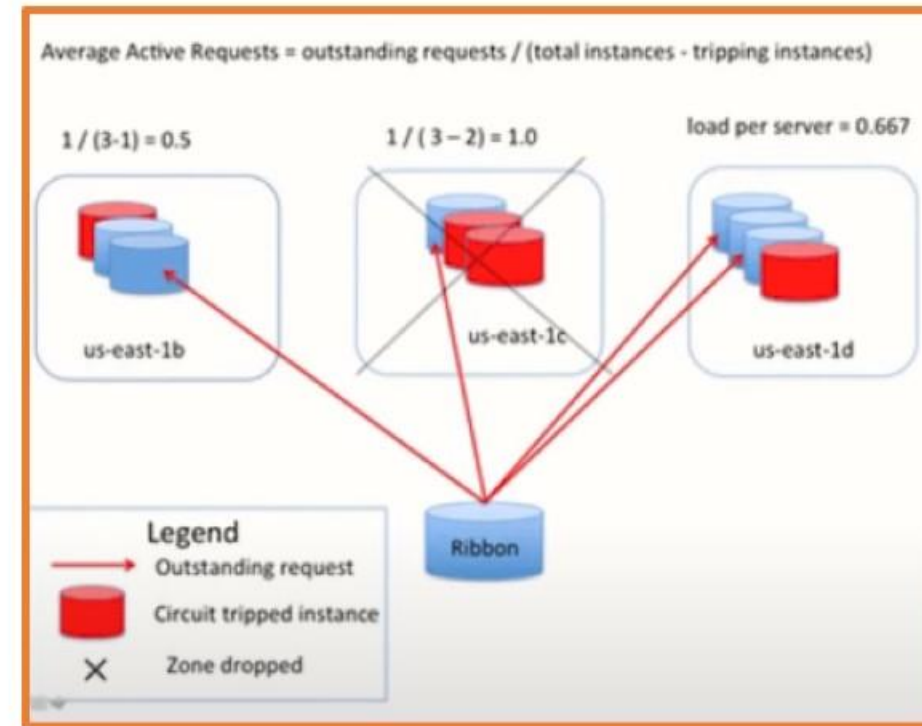 Average Active Requests = outstanding requests / (total instances - tripping instances)
1 / (3-1) = 0.5
1 / ( 3 – 2) = 1.0
load per server = 0.667
us-east-1b
us-east-1c
us-east-1d
Ribbon
Legend
Outstanding request
Circuit tripped instance
Zone dropped